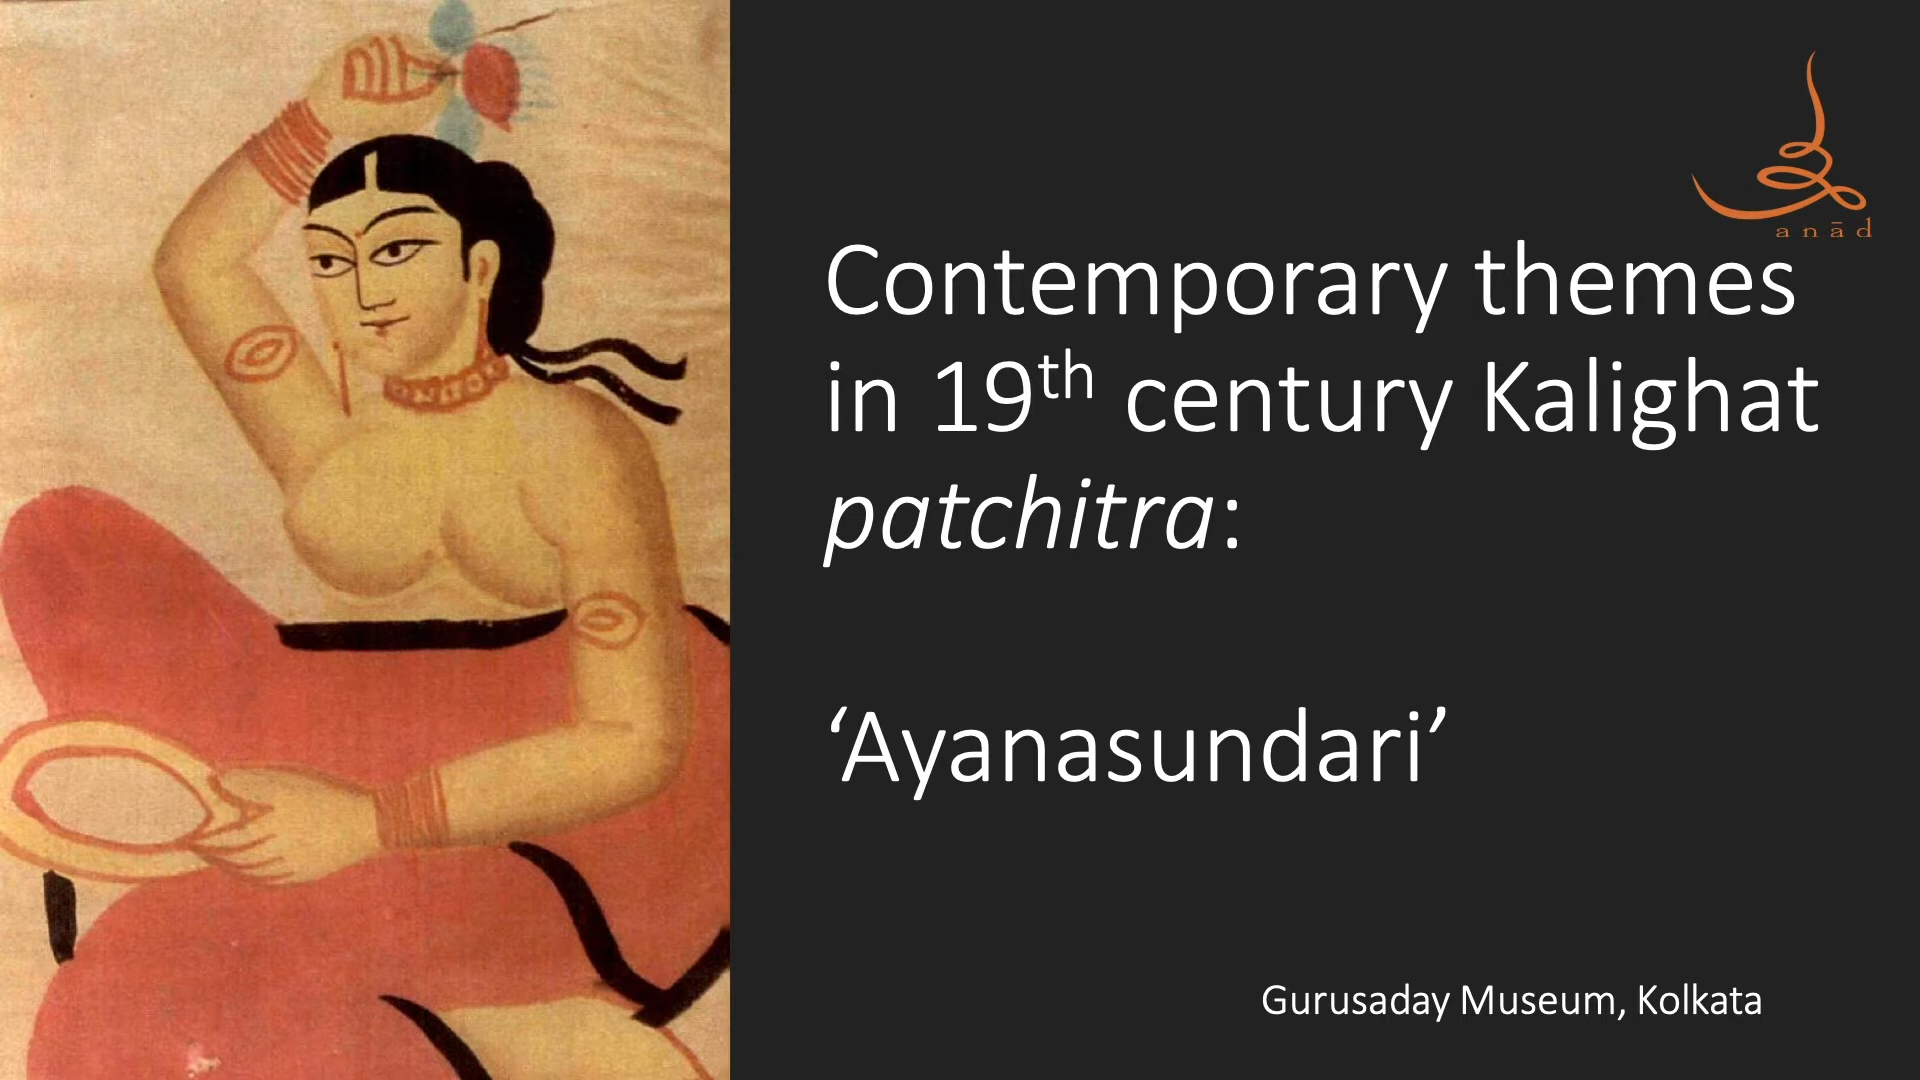 anād
Contemporary themes
in 19th century Kalighat
patchitra:
‘Ayanasundari’
Gurusaday Museum, Kolkata